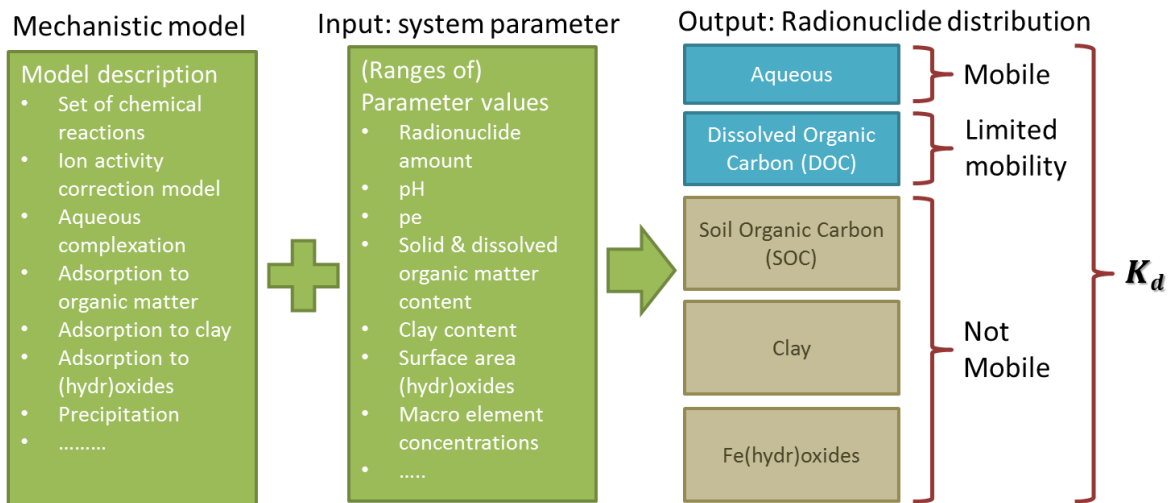 Mechanistic model
Model description
• Set of chemical
reactions
• Ion activity
correction model
• Aqueous
complexation
• Adsorption to
organic matter
• Adsorption to clay
• Adsorption to
(hydr)oxides
• Precipitation
• .........
Input: system parameter
(Ranges of)
Parameter values
• Radionuclide
amount
• pH
• pe
• Solid & dissolved
organic matter
content
• Clay content
• Surface area
(hydr)oxides
• Macro element
concentrations
• .....
Output: Radionuclide distribution
Aqueous
Mobile
Dissolved Organic
Carbon (DOC)
Limited
mobility
Soil Organic Carbon
(SOC)
Clay
Fe(hydr)oxides
Not
Mobile
K_d